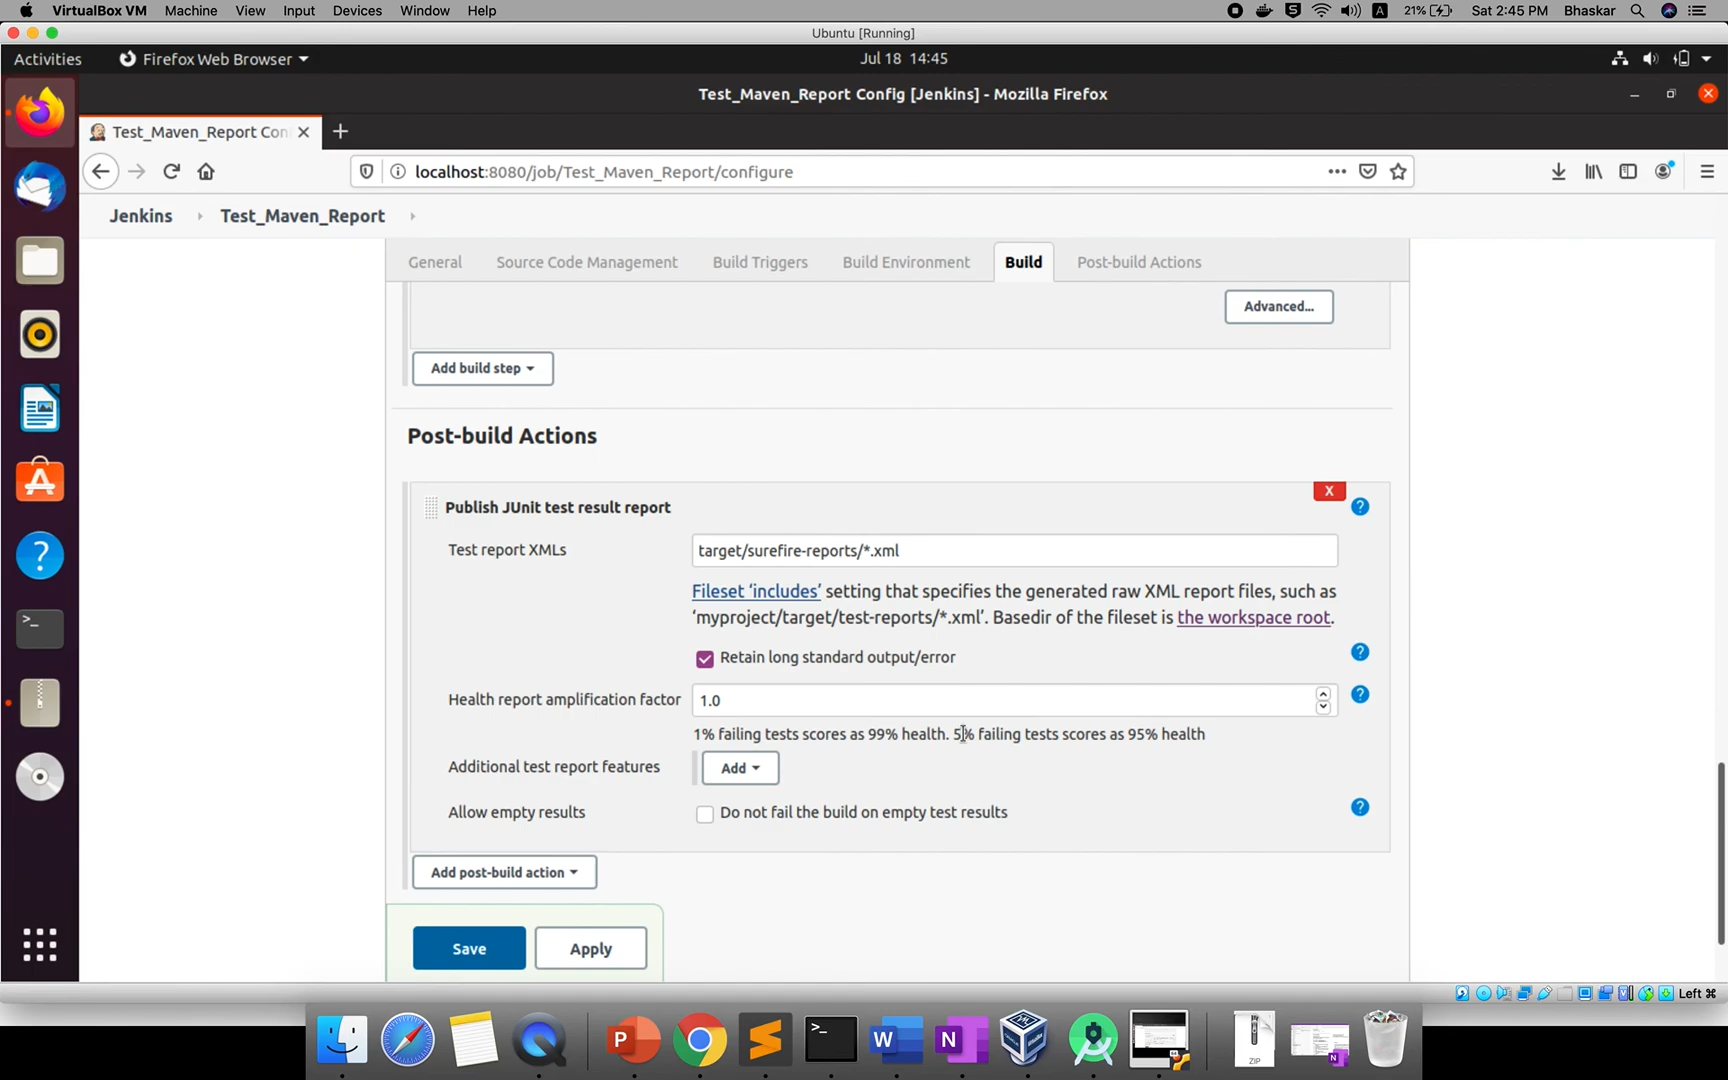 VirtualBox VM Machine View Input Devices Window Help 21% Sat 2:45 PM Bhaskar
Ubuntu [Running]
Activities Firefox Web Browser Jul 18 14:45
Test_Maven_Report Config [Jenkins] - Mozilla Firefox
Test_Maven_Report Con
localhost:8080/job/Test_Maven_Report/configure
Jenkins Test_Maven_Report
General Source Code Management Build Triggers Build Environment Build Post-build Actions
Advanced...
Add build step
Post-build Actions
X
Publish JUnit test result report
Test report XMLs target/surefire-reports/*.xml
Fileset ‘includes’ setting that specifies the generated raw XML report files, such as
‘myproject/target/test-reports/*.xml’. Basedir of the fileset is the workspace root.
Retain long standard output/error
Health report amplification factor 1.0
1% failing tests scores as 99% health. 5% failing tests scores as 95% health
Additional test report features Add
Allow empty results Do not fail the build on empty test results
Add post-build action
Save Apply
Left ⌘
ZIP